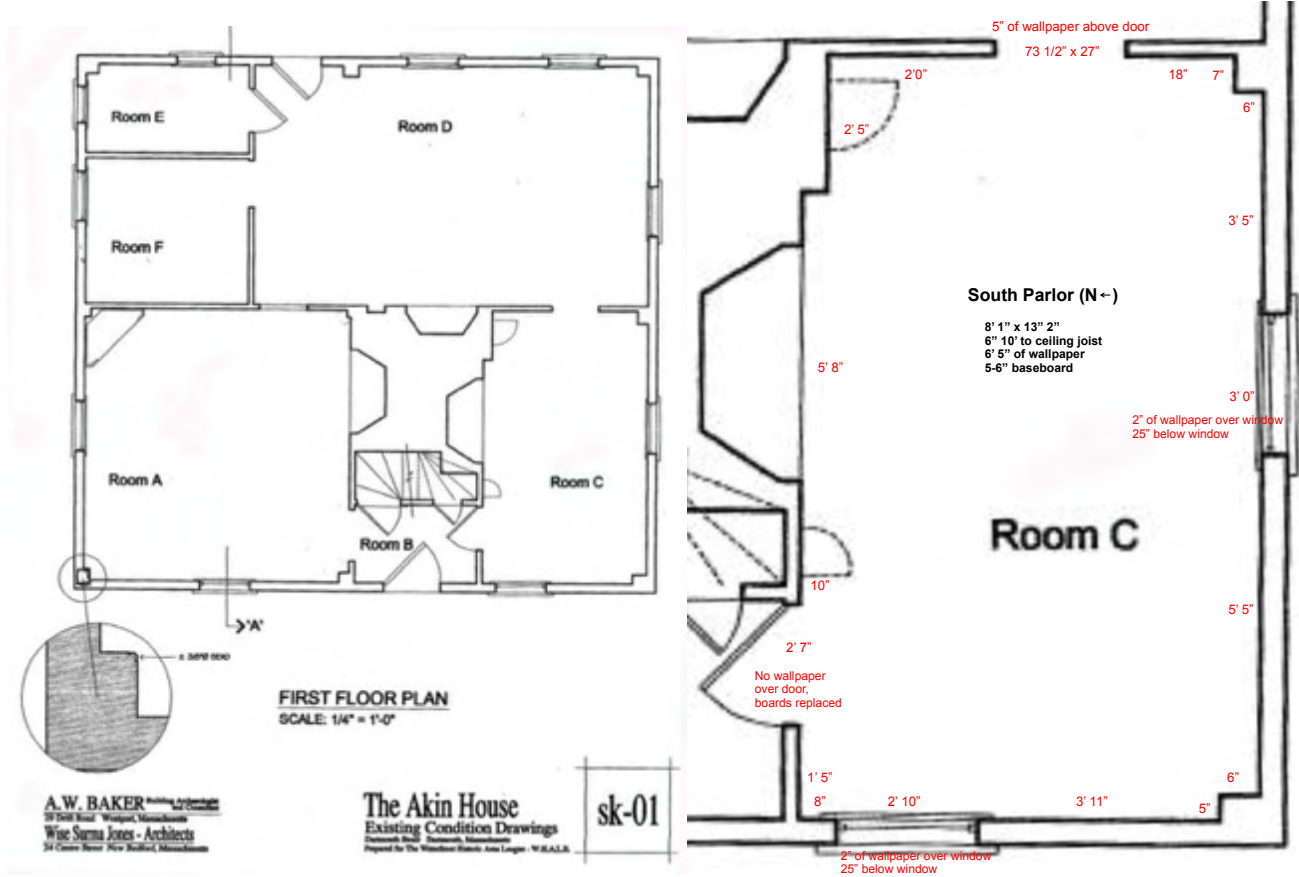 Room E
Room D
Room F
Room A
Room C
Room B
'A'
FIRST FLOOR PLAN
SCALE: 1/4" = 1'-0"
A.W. BAKER
Wise Surma Jones - Architects
The Akin House
Existing Condition Drawings
sk-01
5” of wallpaper above door
73 1/2” x 27”
2’0”
18”
7”
6”
2’ 5”
3’ 5”
South Parlor (N←)
8’ 1” x 13” 2”
6” 10’ to ceiling joist
6’ 5” of wallpaper
5-6” baseboard
5’ 8”
3’ 0”
2” of wallpaper over window
25” below window
Room C
10”
5’ 5”
2’ 7”
No wallpaper
over door,
boards replaced
1’ 5”
6”
8”
2’ 10”
3’ 11”
5”
2” of wallpaper over window
25” below window